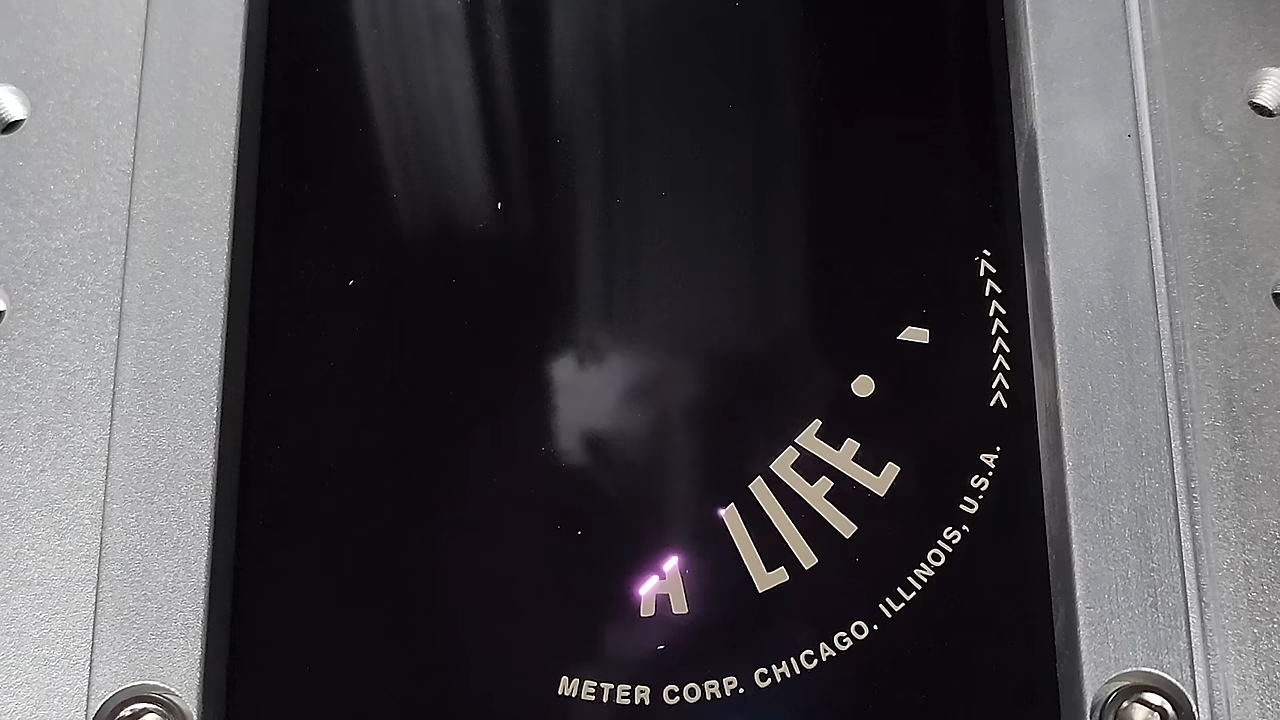 LIFE •
METER CORP. CHICAGO, ILLINOIS, U.S.A.